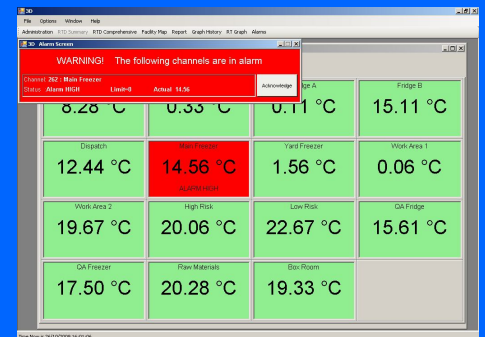 3D
File Options Window Help
Administration RTD Summary RTD Comprehensive Facility Map Report Graph History RT Graph Alarms
3D Alarm Screen
WARNING! The following channels are in alarm
Channel 262 : Main Freezer
Status Alarm HIGH Limit=0 Actual 14.56
Acknowledge
ge A Fridge B
8.28 °C 0.33 °C 0.11 °C 15.11 °C
Dispatch Main Freezer Yard Freezer Work Area 1
12.44 °C 14.56 °C 1.56 °C 0.06 °C
ALARM HIGH
Work Area 2 High Risk Low Risk QA Fridge
19.67 °C 20.06 °C 22.67 °C 15.61 °C
QA Freezer Raw Materials Box Room
17.50 °C 20.28 °C 19.33 °C